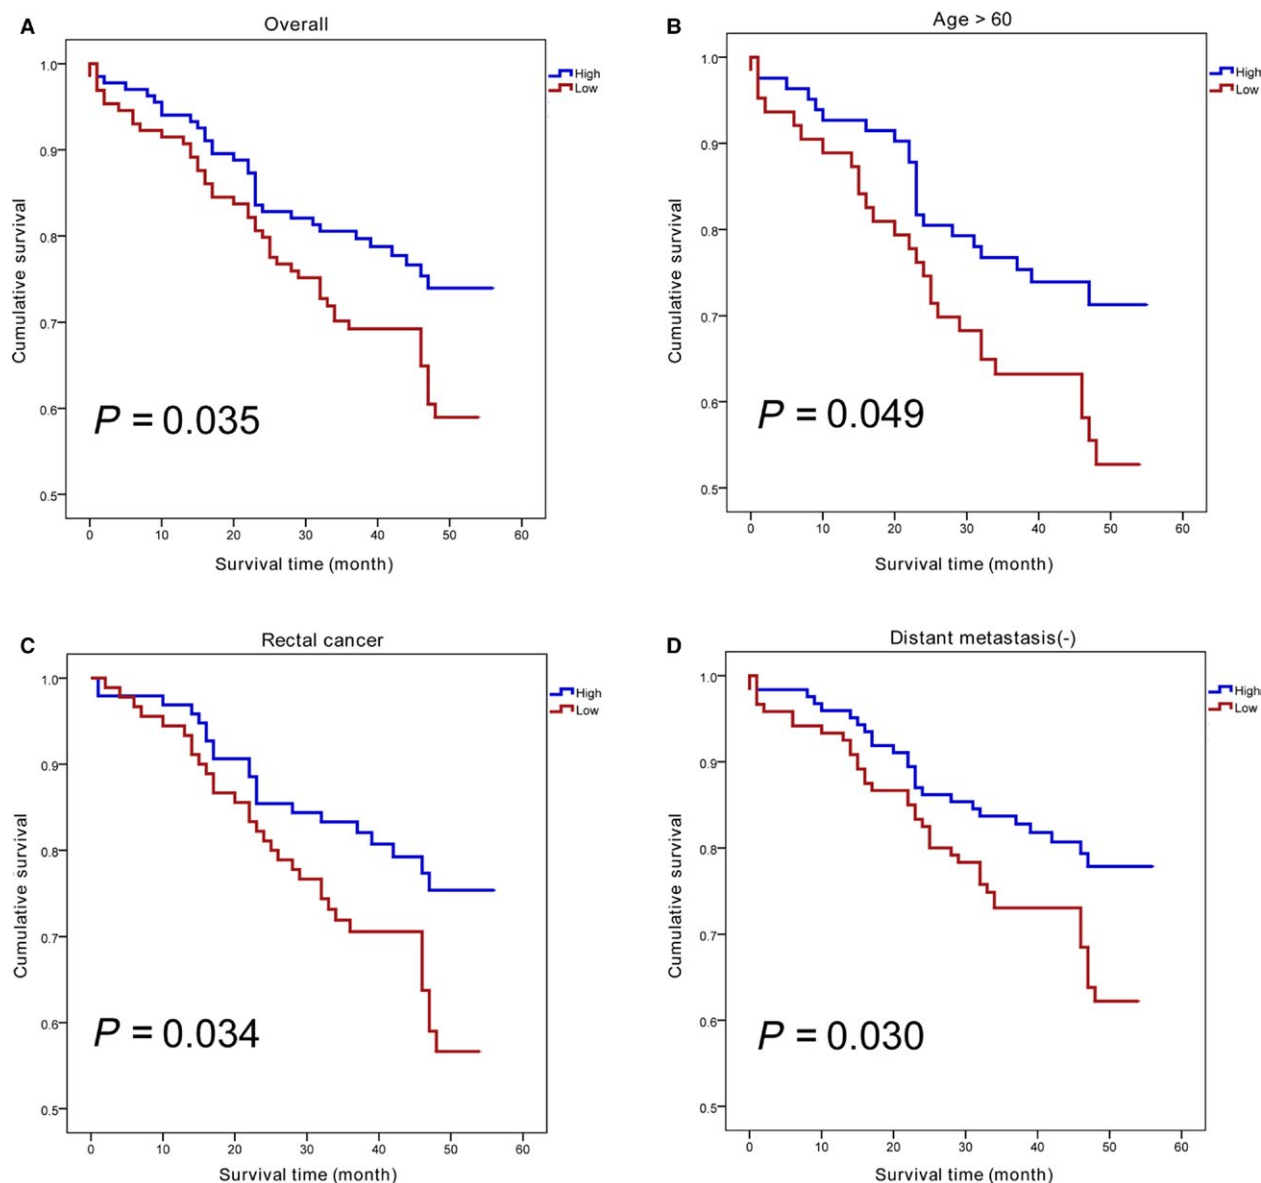 A
Overall
High
Low
1.0
0.9
0.8
0.7
0.6
0.5
Cumulative survival
P = 0.035
0 10 20 30 40 50 60
Survival time (month)
B
Age > 60
High
Low
1.0
0.9
0.8
0.7
0.6
0.5
Cumulative survival
P = 0.049
0 10 20 30 40 50 60
Survival time (month)
C
Rectal cancer
High
Low
1.0
0.9
0.8
0.7
0.6
0.5
Cumulative survival
P = 0.034
0 10 20 30 40 50 60
Survival time (month)
D
Distant metastasis(-)
High
Low
1.0
0.9
0.8
0.7
0.6
0.5
Cumulative survival
P = 0.030
0 10 20 30 40 50 60
Survival time (month)